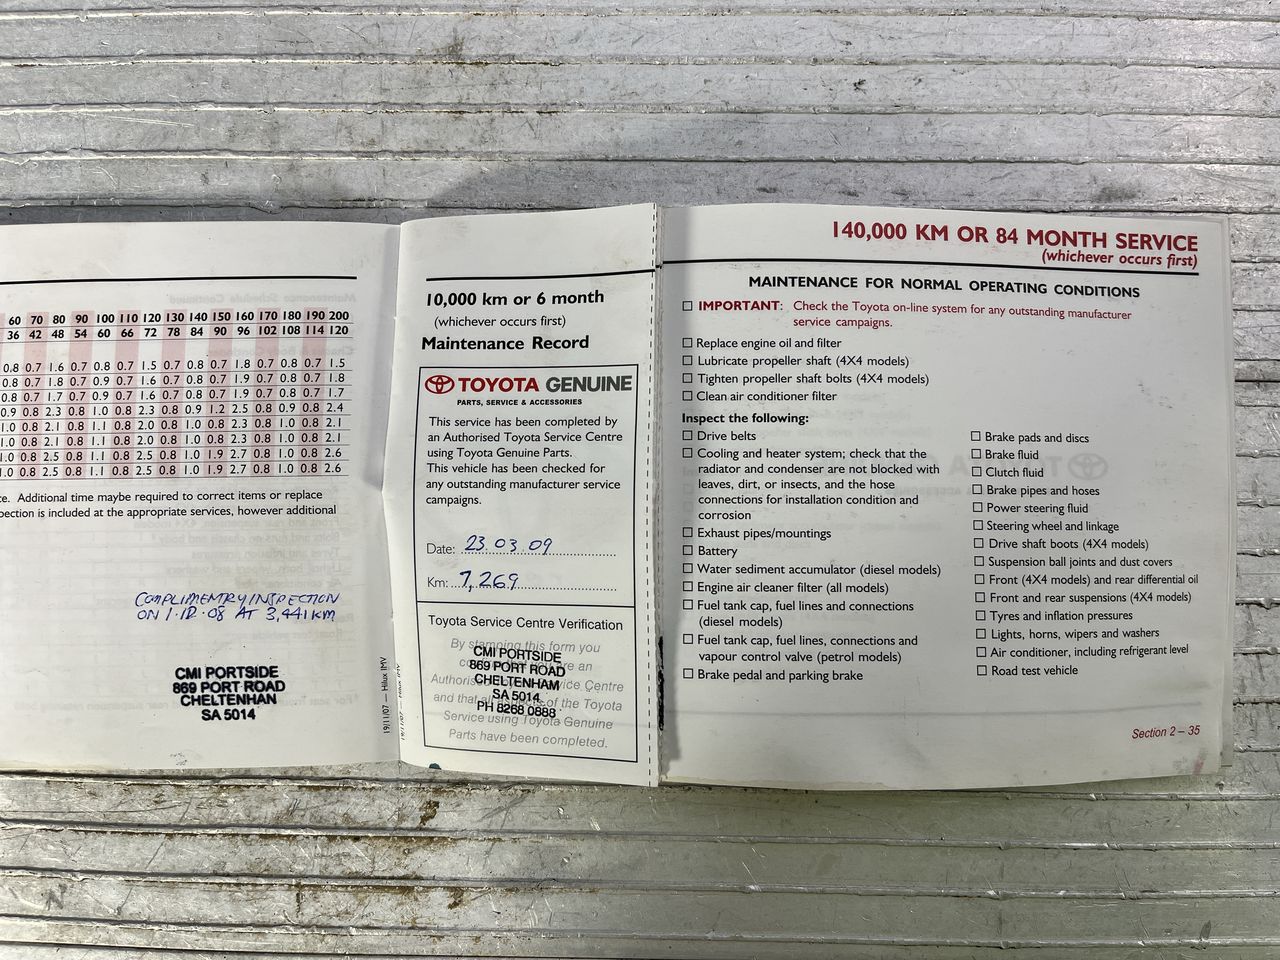 60 70 80 90 100 110 120 130 140 150 160 170 180 190 200
36 42 48 54 60 66 72 78 84 90 96 102 108 114 120
0.8 0.7 1.6 0.7 0.8 0.7 1.5 0.7 0.8 0.7 1.8 0.7 0.8 0.7 1.5
0.8 0.7 1.8 0.7 0.9 0.7 1.6 0.7 0.8 0.7 1.9 0.7 0.8 0.7 1.8
0.8 0.7 1.7 0.7 0.9 0.7 1.6 0.7 0.8 0.7 1.9 0.7 0.8 0.7 1.7
0.9 0.8 2.3 0.8 1.0 0.8 2.3 0.8 0.9 1.2 2.5 0.8 0.9 0.8 2.4
1.0 0.8 2.1 0.8 1.1 0.8 2.0 0.8 1.0 0.8 2.3 0.8 1.0 0.8 2.1
1.0 0.8 2.1 0.8 1.1 0.8 2.0 0.8 1.0 0.8 2.3 0.8 1.0 0.8 2.1
1.0 0.8 2.5 0.8 1.1 0.8 2.5 0.8 1.0 1.9 2.7 0.8 1.0 0.8 2.6
1.0 0.8 2.5 0.8 1.1 0.8 2.5 0.8 1.0 1.9 2.7 0.8 1.0 0.8 2.6
Additional time maybe required to correct items or replace
is included at the appropriate services, however additional
COMPLIMENTRY INSPECTION
ON 1.12.08 AT 3,441 KM
CMI PORTSIDE
869 PORT ROAD
CHELTENHAN
SA 5014
19/11/07 — Hilux IMV
10,000 km or 6 month
(whichever occurs first)
Maintenance Record
TOYOTA GENUINE
PARTS, SERVICE & ACCESSORIES
This service has been completed by
an Authorised Toyota Service Centre
using Toyota Genuine Parts.
This vehicle has been checked for
any outstanding manufacturer service
campaigns.
Date: 23.03.09
Km: 7,269
Toyota Service Centre Verification
By stamping this form you
CMI PORTSIDE
869 PORT ROAD
CHELTENHAM
SA 5014
PH 8268 0888
Service Centre
and that of the Toyota
Service using Toyota Genuine
Parts have been completed.
140,000 KM OR 84 MONTH SERVICE
(whichever occurs first)
MAINTENANCE FOR NORMAL OPERATING CONDITIONS
IMPORTANT: Check the Toyota on-line system for any outstanding manufacturer
service campaigns.
Replace engine oil and filter
Lubricate propeller shaft (4X4 models)
Tighten propeller shaft bolts (4X4 models)
Clean air conditioner filter
Inspect the following:
Drive belts
Cooling and heater system; check that the
radiator and condenser are not blocked with
leaves, dirt, or insects, and the hose
connections for installation condition and
corrosion
Exhaust pipes/mountings
Battery
Water sediment accumulator (diesel models)
Engine air cleaner filter (all models)
Fuel tank cap, fuel lines and connections
(diesel models)
Fuel tank cap, fuel lines, connections and
vapour control valve (petrol models)
Brake pedal and parking brake
Brake pads and discs
Brake fluid
Clutch fluid
Brake pipes and hoses
Power steering fluid
Steering wheel and linkage
Drive shaft boots (4X4 models)
Suspension ball joints and dust covers
Front (4X4 models) and rear differential oil
Front and rear suspensions (4X4 models)
Tyres and inflation pressures
Lights, horns, wipers and washers
Air conditioner, including refrigerant level
Road test vehicle
Section 2 – 35